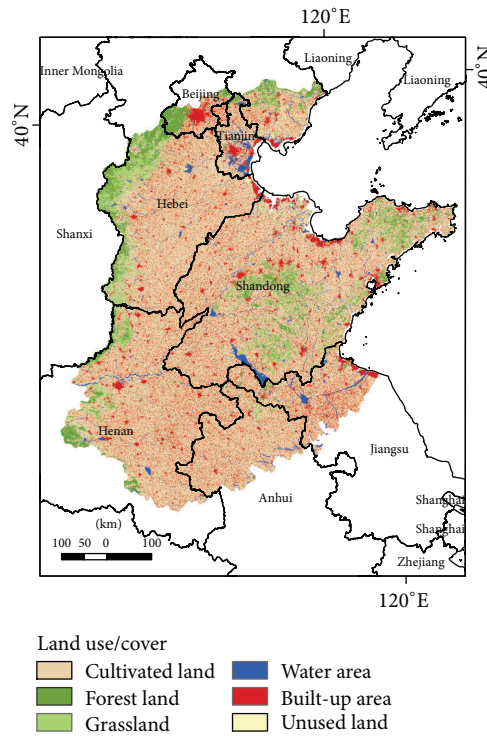 120°E
Liaoning
Inner Mongolia
Liaoning
40°N
Beijing
40°N
Tianjin
Hebei
Shanxi
Shandong
Henan
Jiangsu
Anhui
Shanghai
(km)
Shanghai
100 50 0 100
Zhejiang
120°E
Land use/cover
Cultivated land
Water area
Forest land
Built-up area
Grassland
Unused land